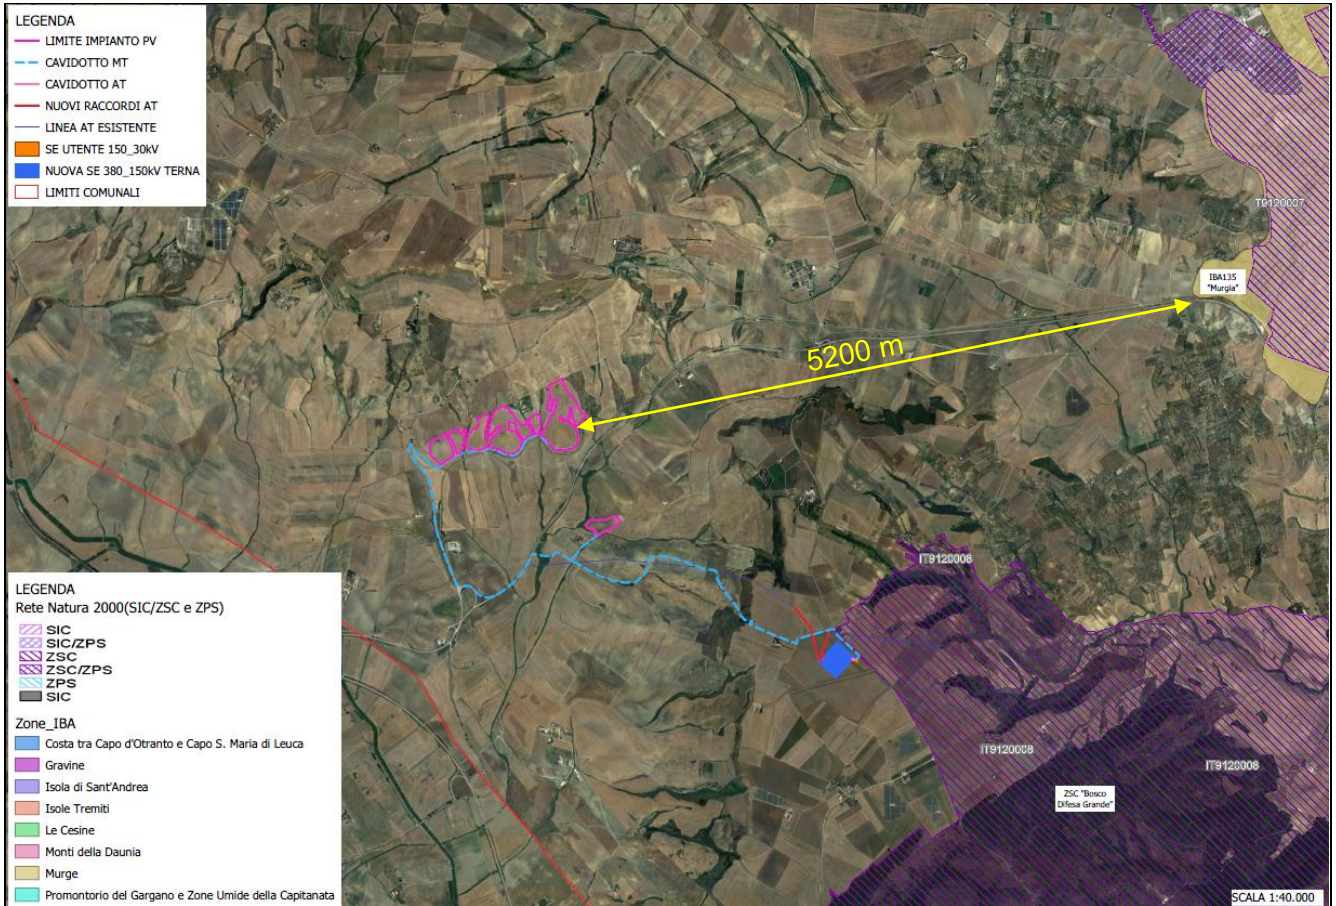 LEGENDA
LIMITE IMPIANTO PV
CAVIDOTTO MT
CAVIDOTTO AT
NUOVI RACCORDI AT
LINEA AT ESISTENTE
SE UTENTE 150_30kV
NUOVA SE 380_150kV TERNA
LIMITI COMUNALI
T9120007
IBA135
"Murgia"
5200 m
IT9120008
IT9120008
IT9120008
ZSC "Bosco
Difesa Grande"
LEGENDA
Rete Natura 2000(SIC/ZSC e ZPS)
SIC
SIC/ZPS
ZSC
ZSC/ZPS
ZPS
SIC
Zone_IBA
Costa tra Capo d'Otranto e Capo S. Maria di Leuca
Gravine
Isola di Sant'Andrea
Isole Tremiti
Le Cesine
Monti della Daunia
Murge
Promontorio del Gargano e Zone Umide della Capitanata
SCALA 1:40.000